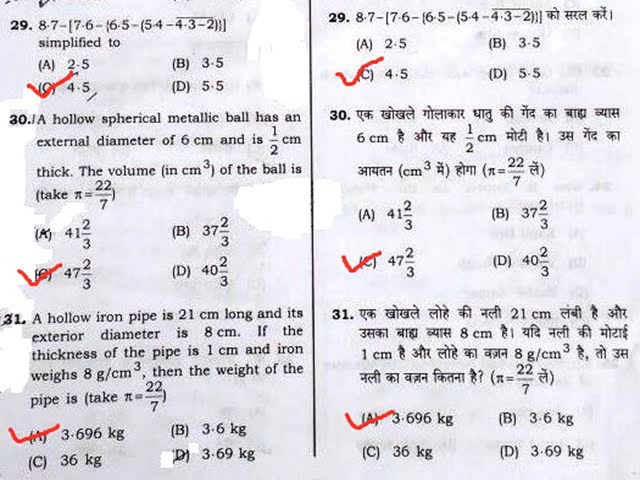 29. 8·7-[7·6-{6·5-(5·4-4·3-2)}]
simplified to
(A) 2·5 (B) 3·5
(C) 4·5 (D) 5·5
30. A hollow spherical metallic ball has an
external diameter of 6 cm and is 1/2 cm
thick. The volume (in cm³) of the ball is
(take π=22/7)
(A) 41 2/3 (B) 37 2/3
(C) 47 2/3 (D) 40 2/3
31. A hollow iron pipe is 21 cm long and its
exterior diameter is 8 cm. If the
thickness of the pipe is 1 cm and iron
weighs 8 g/cm³, then the weight of the
pipe is (take π=22/7)
(A) 3·696 kg (B) 3·6 kg
(C) 36 kg (D) 3·69 kg
29. 8·7-[7·6-{6·5-(5·4-4·3-2)}] को सरल करें।
(A) 2·5 (B) 3·5
(C) 4·5 (D) 5·5
30. एक खोखले गोलाकार धातु की गेंद का बाह्य व्यास
6 cm है और यह 1/2 cm मोटी है। उस गेंद का
आयतन (cm³ में) होगा (π=22/7 लें)
(A) 41 2/3 (B) 37 2/3
(C) 47 2/3 (D) 40 2/3
31. एक खोखले लोहे की नली 21 cm लंबी है और
उसका बाह्य व्यास 8 cm है। यदि नली की मोटाई
1 cm है और लोहे का वज़न 8 g/cm³ है, तो उस
नली का वज़न कितना है? (π=22/7 लें)
(A) 3·696 kg (B) 3·6 kg
(C) 36 kg (D) 3·69 kg